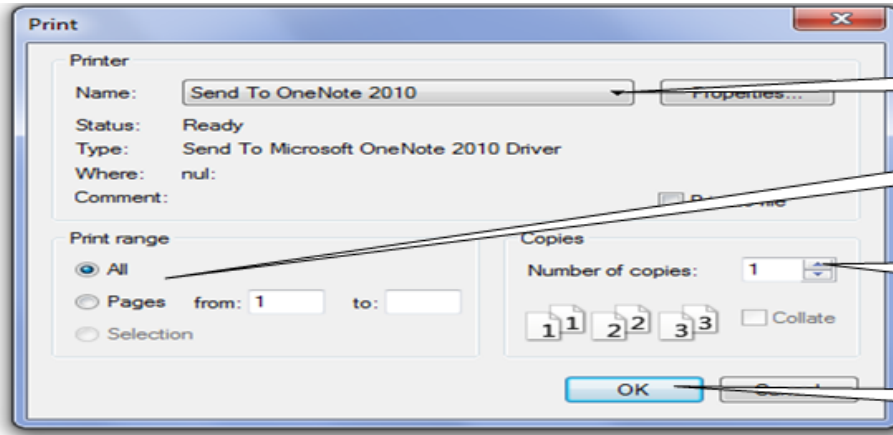 Print
Printer
Name: Send To OneNote 2010 Properties...
Status: Ready
Type: Send To Microsoft OneNote 2010 Driver
Where: nul:
Comment: file
Print range
All
Pages from: 1 to:
Selection
Copies
Number of copies: 1
1 1 2 2 3 3 Collate
OK